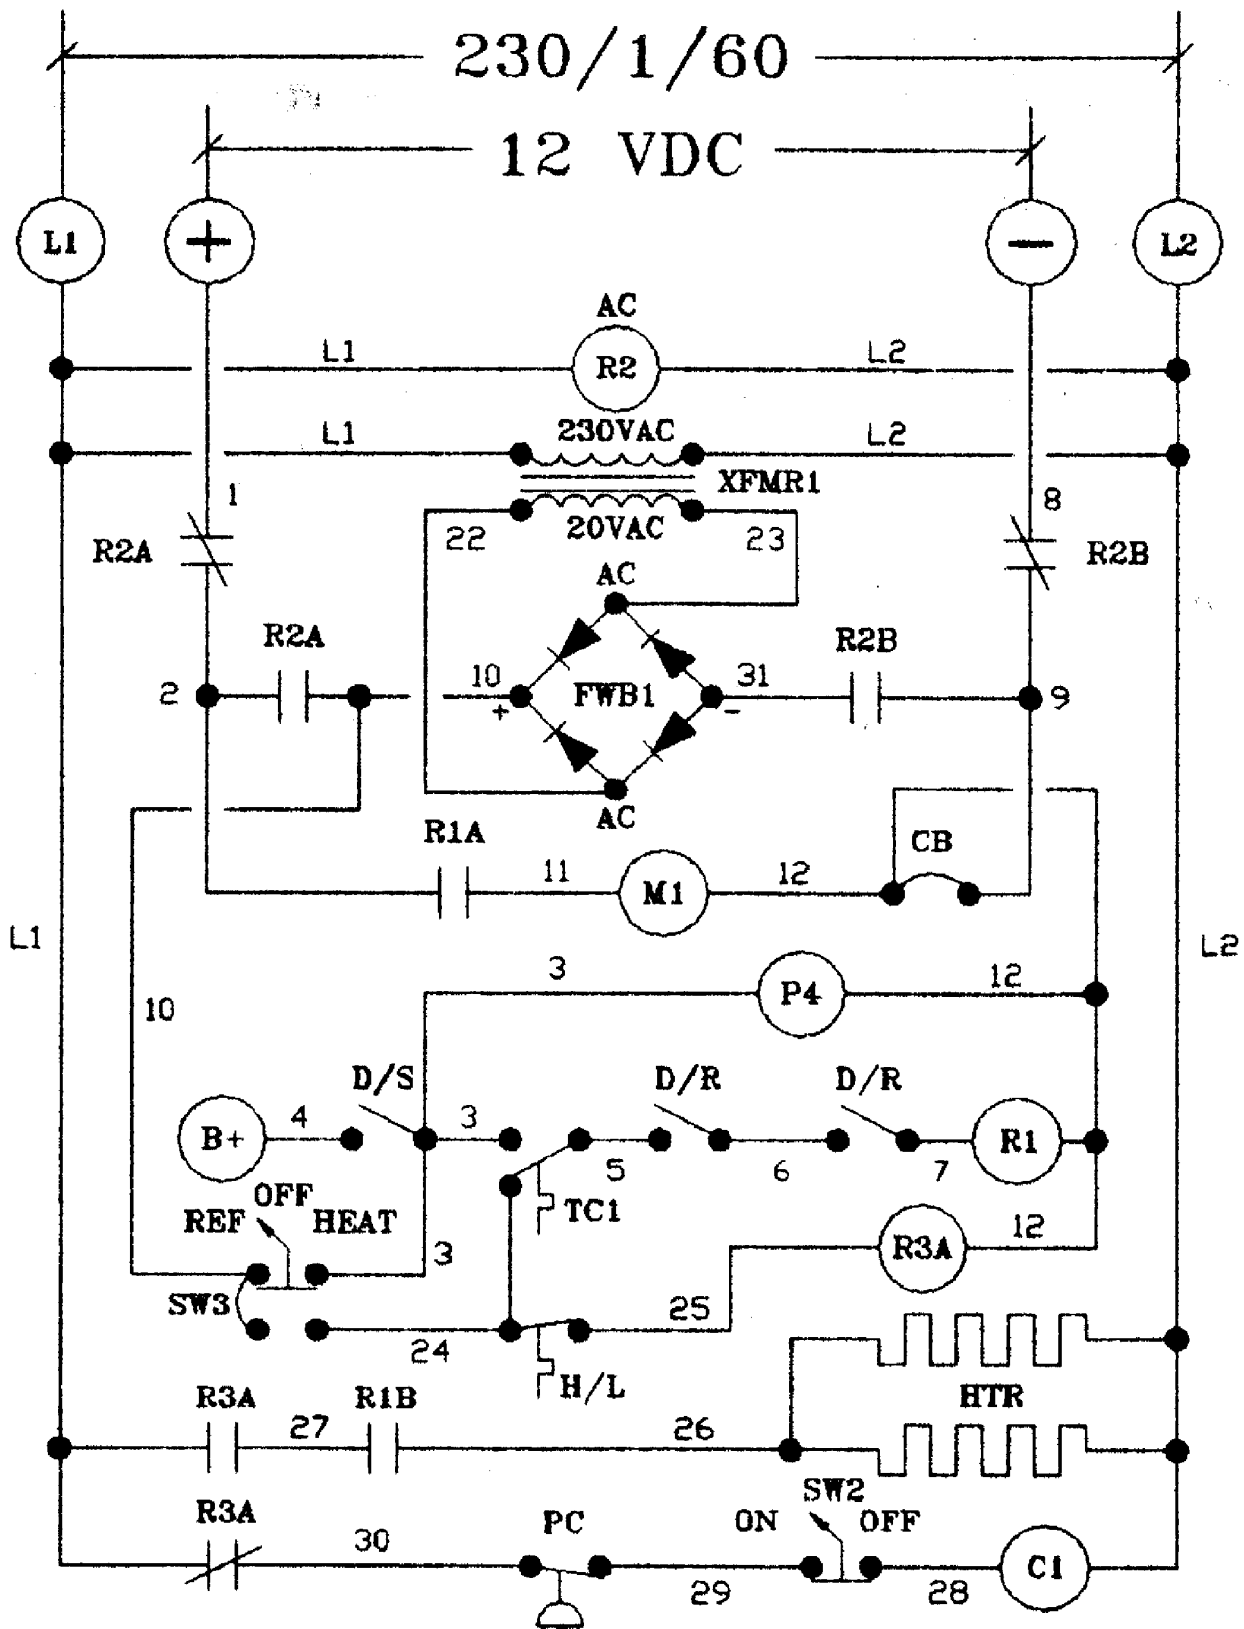 230/1/60
12 VDC
L1
+
−
L2
AC
L1
R2
L2
L1
230VAC
L2
XFMR1
1
22
20VAC
23
8
R2A
AC
R2B
R2A
R2B
2
10
FWB1
31
9
+
-
AC
R1A
CB
11
M1
12
L1
L2
3
P4
12
10
D/S
D/R
D/R
4
B+
3
5
6
7
R1
OFF
REF
HEAT
TC1
12
3
R3A
SW3
25
24
H/L
R3A
R1B
HTR
27
26
SW2
R3A
30
PC
ON
OFF
29
28
C1